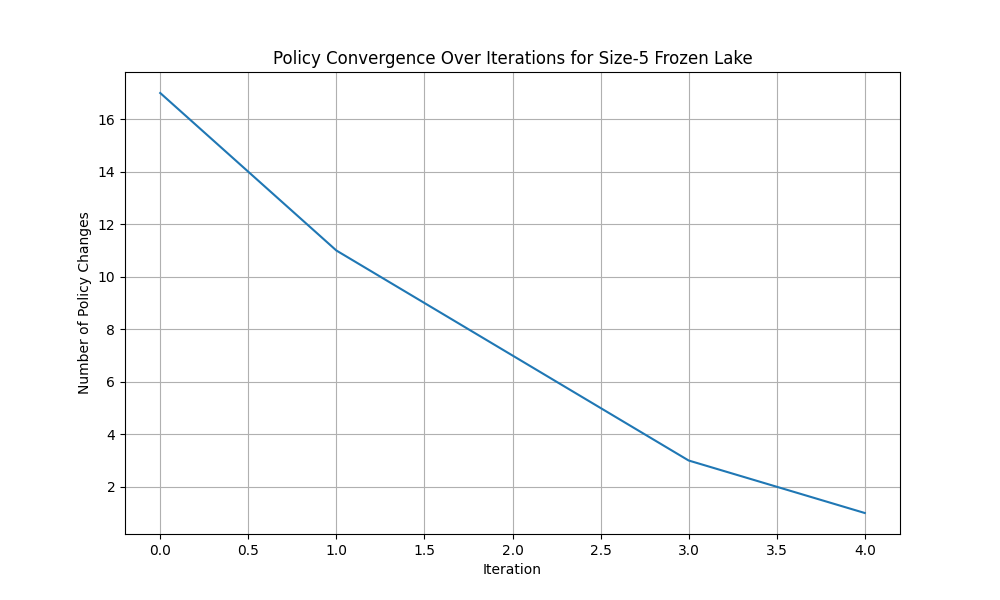 Policy Convergence Over Iterations for Size-5 Frozen Lake
Number of Policy Changes
16
14
12
10
8
6
4
2
0.0 0.5 1.0 1.5 2.0 2.5 3.0 3.5 4.0
Iteration